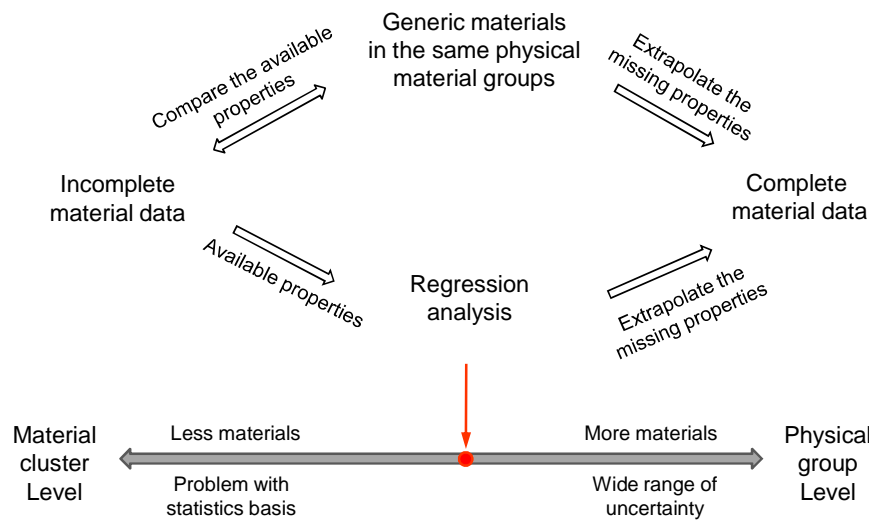 Generic materials
in the same physical
material groups
Compare the available
properties
Extrapolate the
missing properties
Incomplete
material data
Complete
material data
Available properties
Regression
analysis
Extrapolate the
missing properties
Material
cluster
Level
Less materials
Problem with
statistics basis
More materials
Wide range of
uncertainty
Physical
group
Level